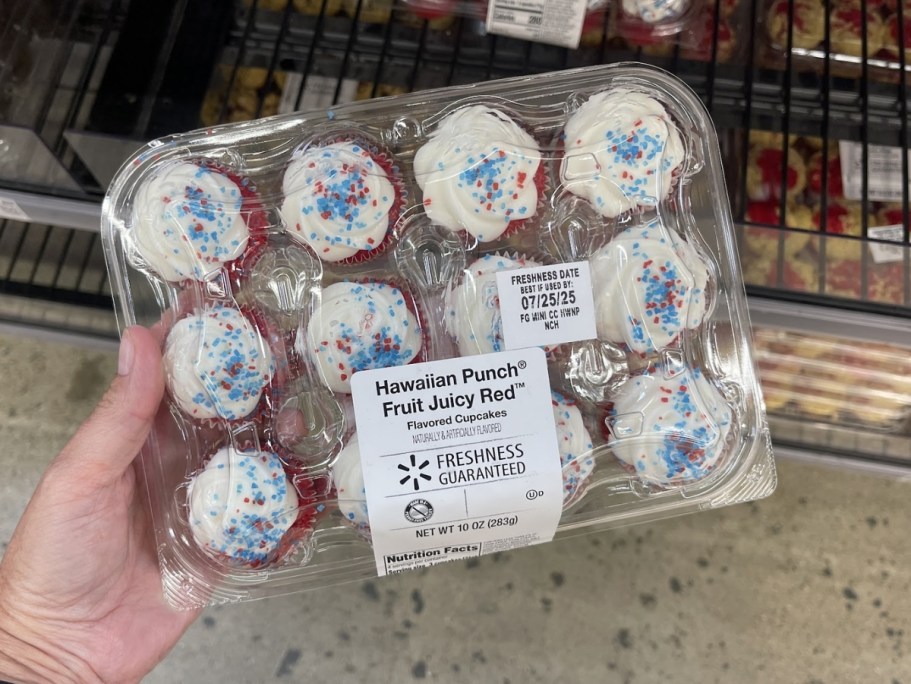 FRESHNESS DATE
BEST IF USED BY:
07/25/25
FG MINI CC H#NP
NCH
Hawaiian Punch®
Fruit Juicy Red™
Flavored Cupcakes
NATURALLY & ARTIFICIALLY FLAVORED
FRESHNESS
GUARANTEED
U D
NET WT 10 OZ (283g)
Nutrition Facts